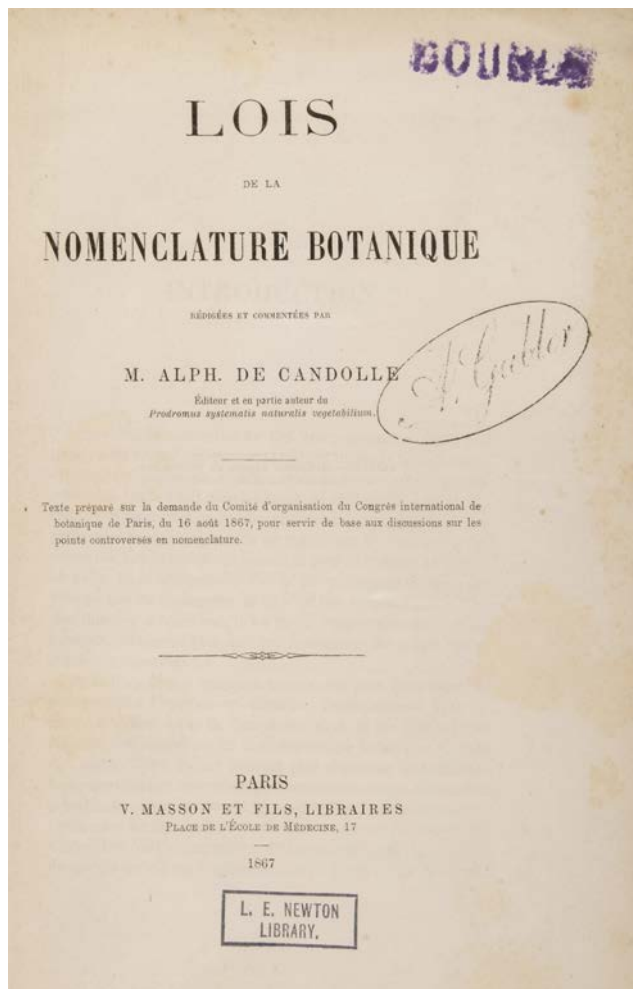 DOUBLE
LOIS
DE LA
NOMENCLATURE BOTANIQUE
RÉDIGÉES ET COMMENTÉES PAR
M. ALPH. DE CANDOLLE
Éditeur et en partie auteur du
Prodromus systematis naturalis vegetabilium.
A. Gubler
Texte préparé sur la demande du Comité d'organisation du Congrès international de
botanique de Paris, du 16 août 1867, pour servir de base aux discussions sur les
points controversés en nomenclature.
PARIS
V. MASSON ET FILS, LIBRAIRES
PLACE DE L'ÉCOLE DE MÉDECINE, 17
1867
L. E. NEWTON
LIBRARY.